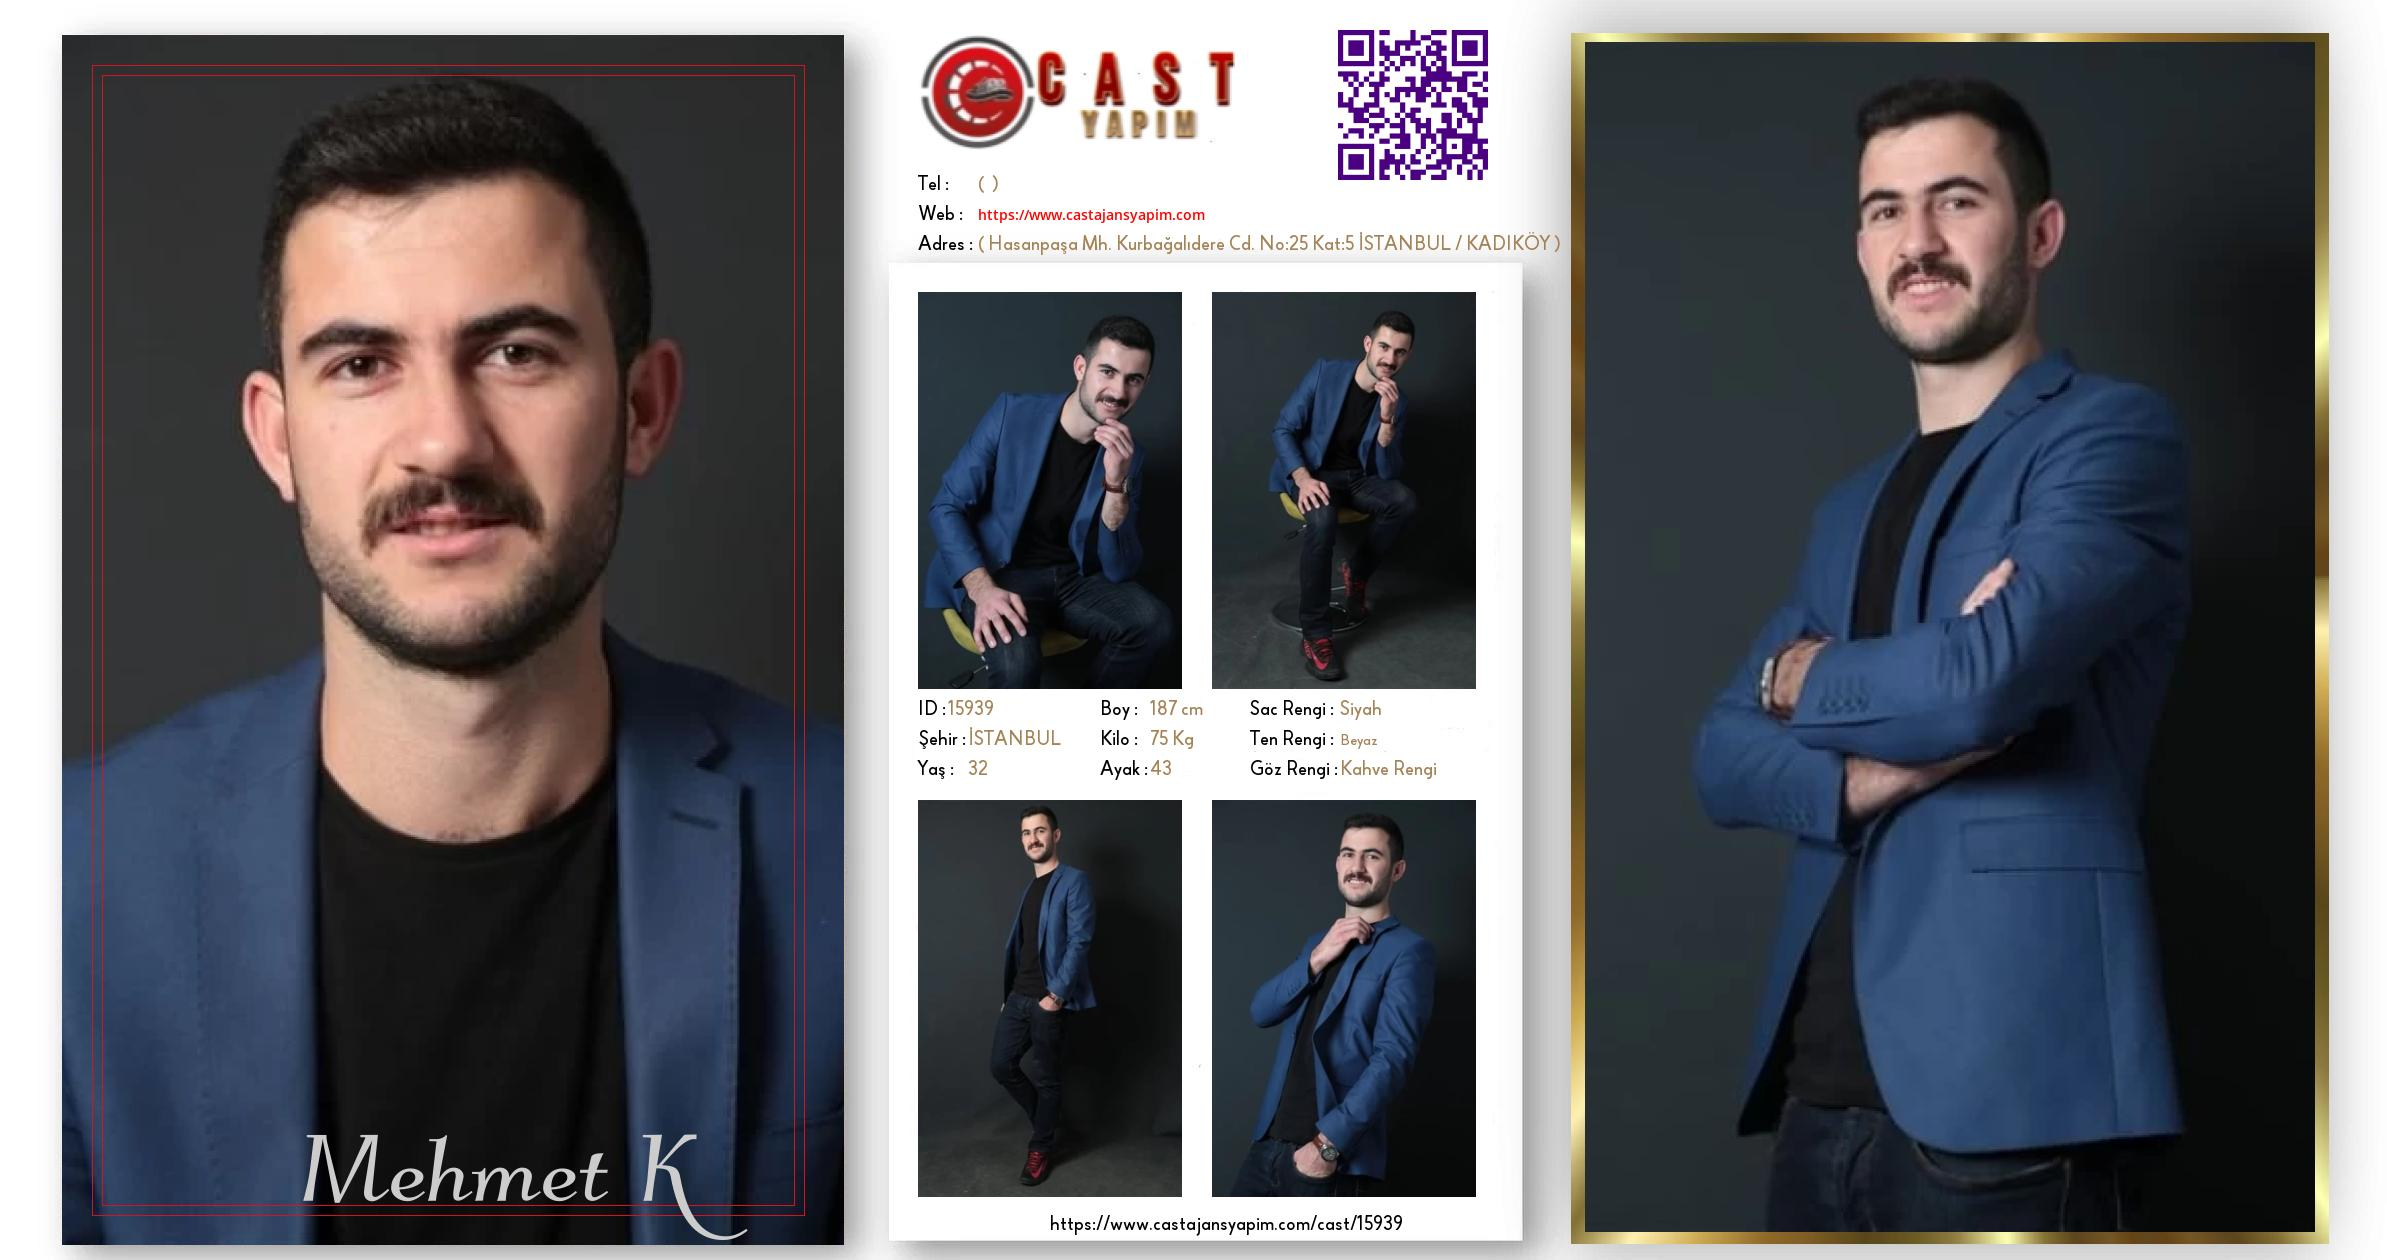 Mehmet K
CAST
YAPIM
Tel : ( )
Web : https://www.castajansyapim.com
Adres : ( Hasanpaşa Mh. Kurbağalıdere Cd. No:25 Kat:5 İSTANBUL / KADIKÖY )
ID : 15939 Boy : 187 cm Sac Rengi : Siyah
Şehir : İSTANBUL Kilo : 75 Kg Ten Rengi : Beyaz
Yaş : 32 Ayak : 43 Göz Rengi : Kahve Rengi
https://www.castajansyapim.com/cast/15939